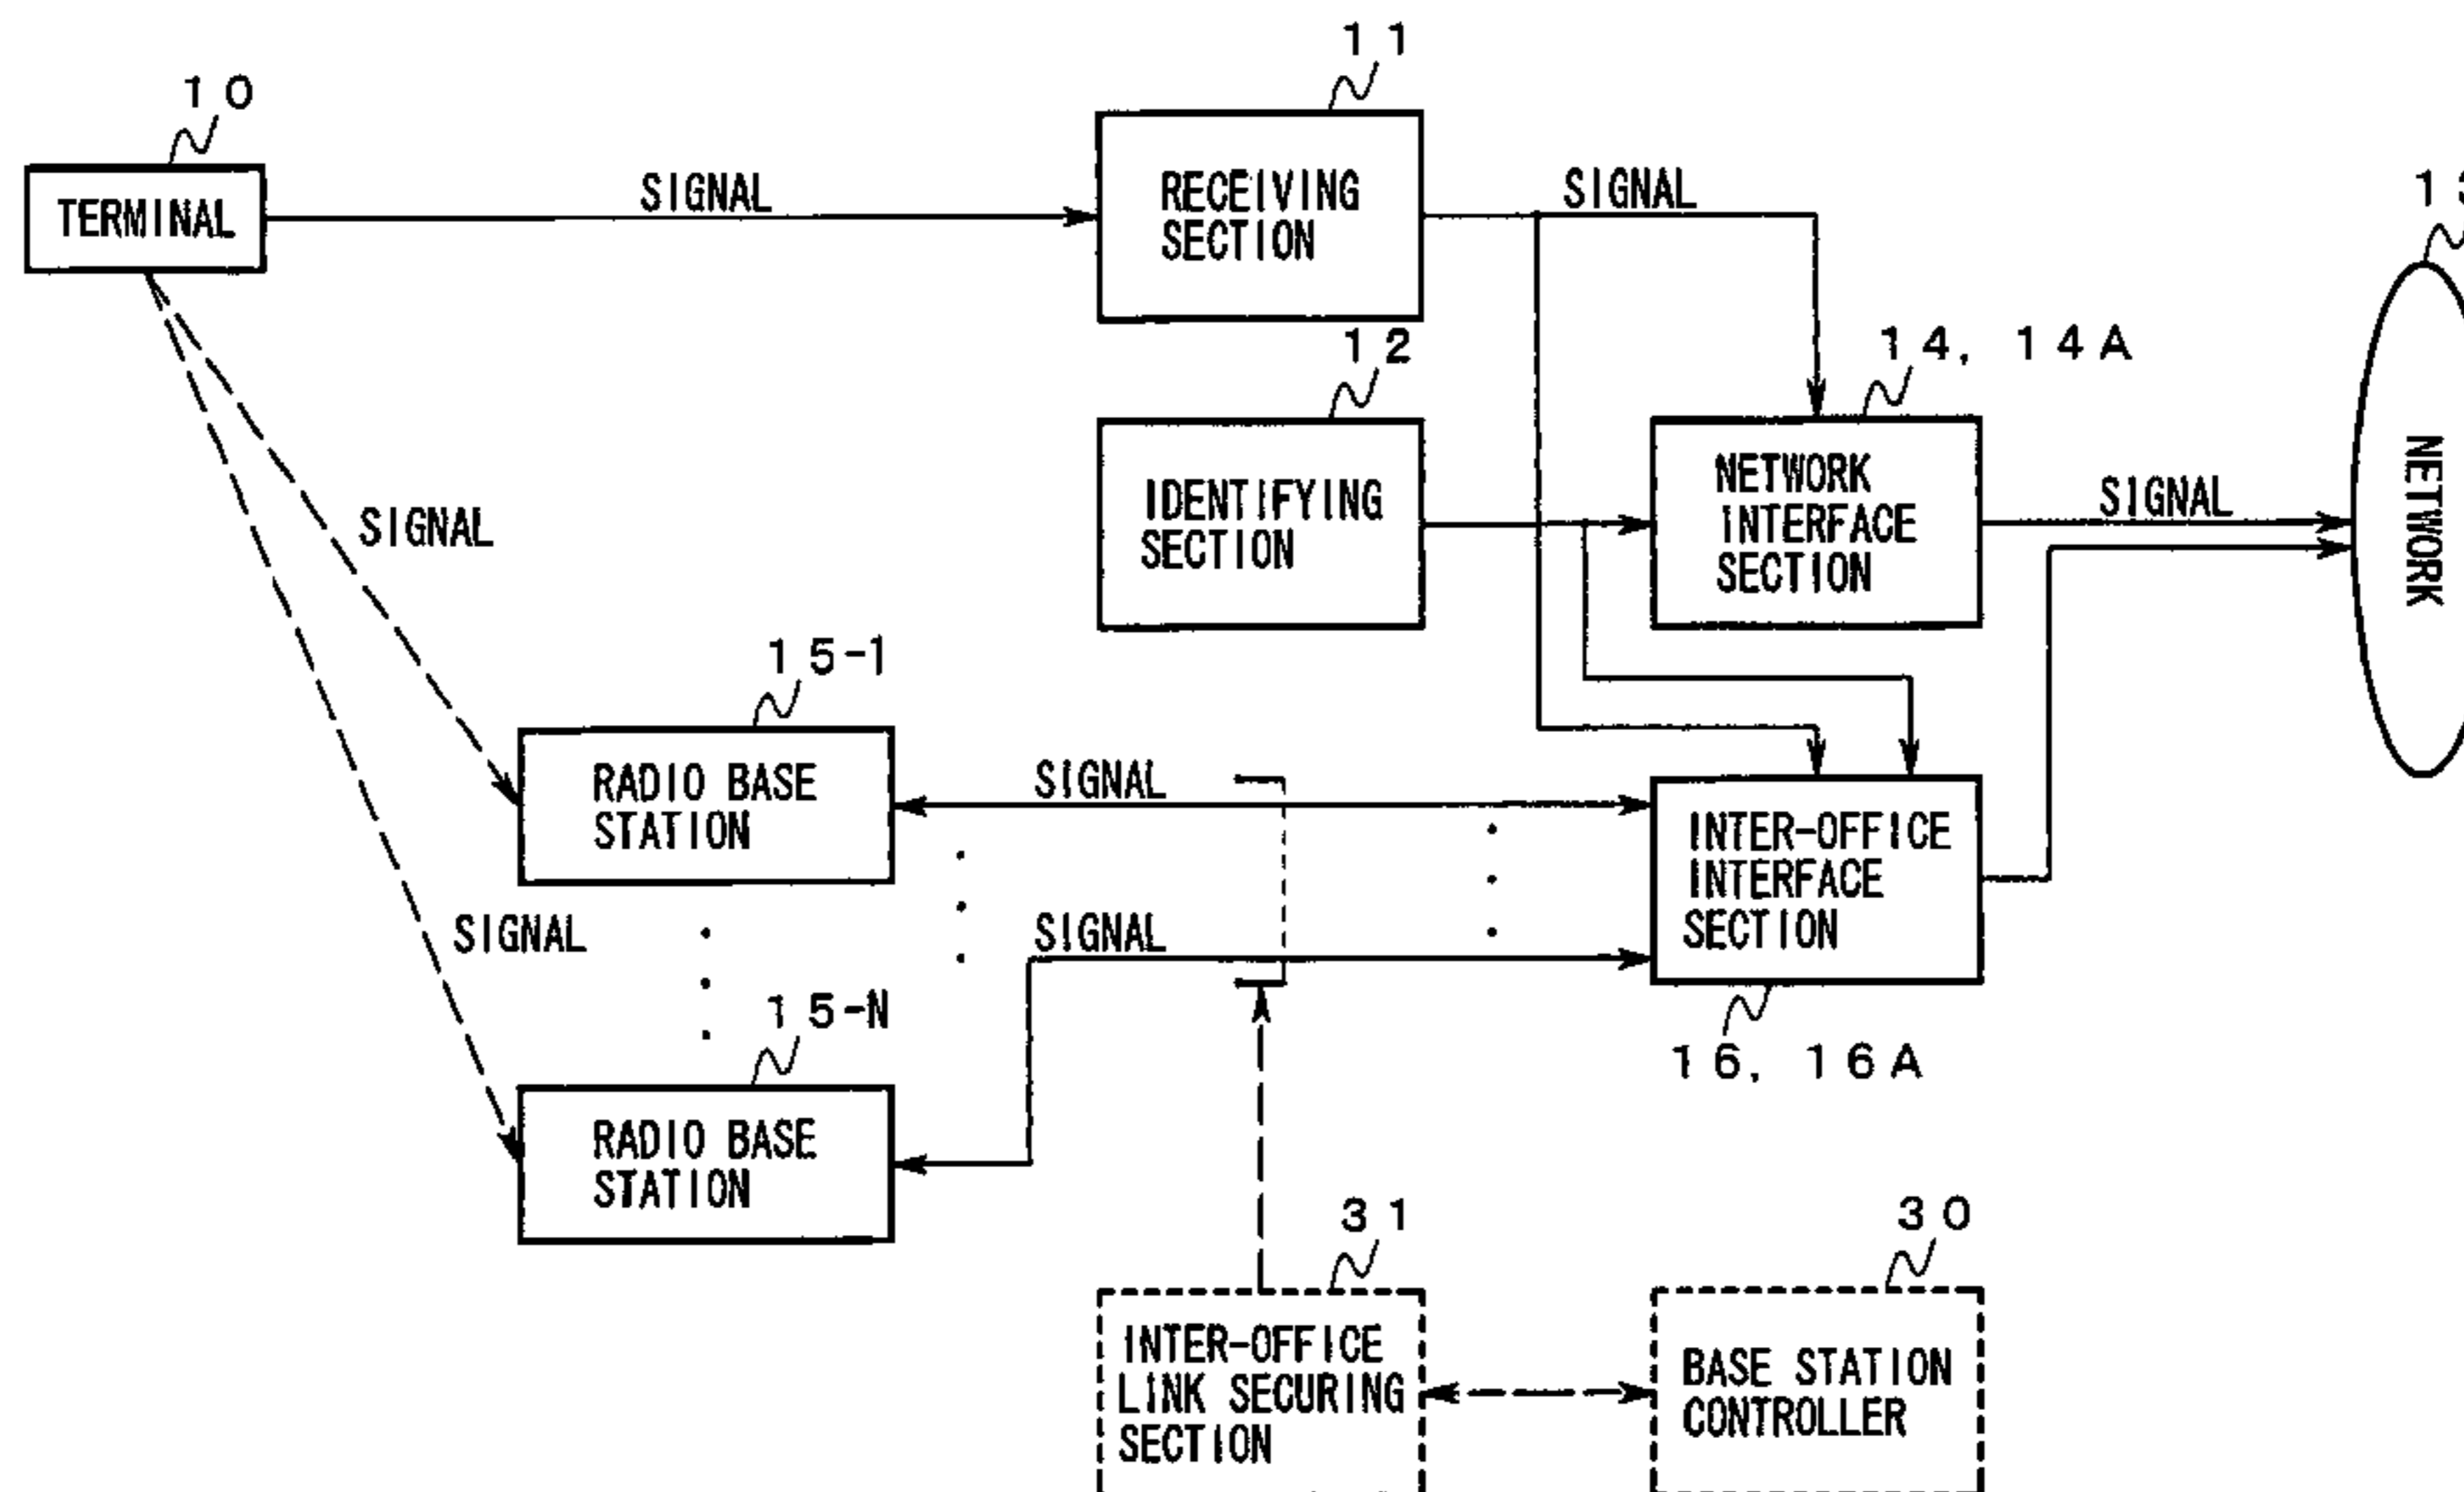 11
10
TERMINAL
SIGNAL
RECEIVING
SECTION
SIGNAL
12
14, 14A
IDENTIFYING
SECTION
NETWORK
INTERFACE
SECTION
SIGNAL
NETWORK
SIGNAL
15-1
RADIO BASE
STATION
SIGNAL
INTER-OFFICE
INTERFACE
SECTION
SIGNAL
SIGNAL
15-N
16, 16A
RADIO BASE
STATION
31
30
INTER-OFFICE
LINK SECURING
SECTION
BASE STATION
CONTROLLER